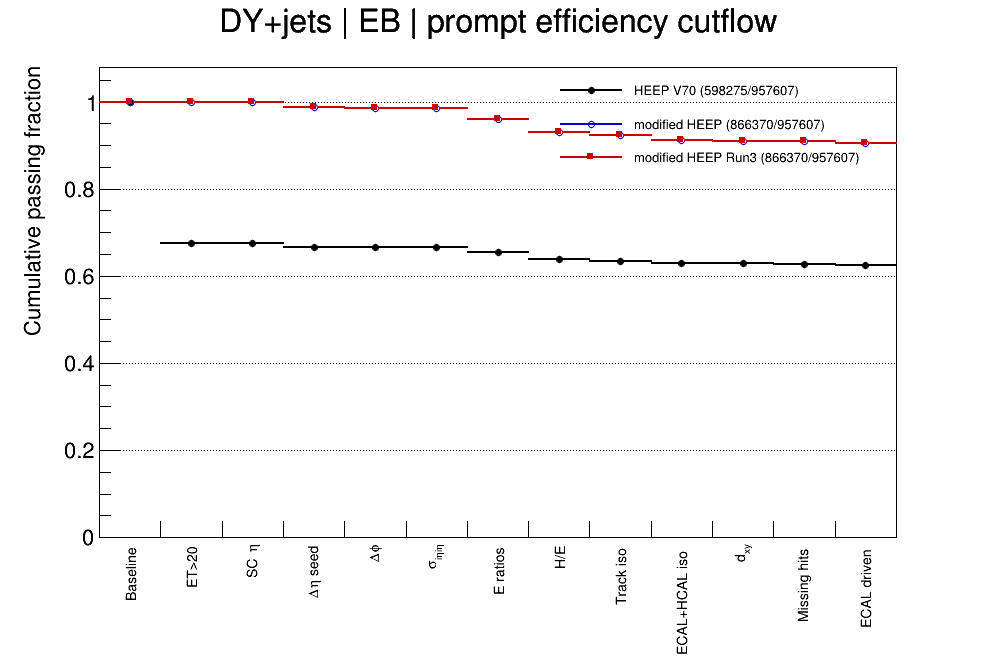 DY+jets | EB | prompt efficiency cutflow
Cumulative passing fraction
1
0.8
0.6
0.4
0.2
0
HEEP V70 (598275/957607)
modified HEEP (866370/957607)
modified HEEP Run3 (866370/957607)
Baseline
ET>20
SC η
Δη seed
Δϕ
σiηiη
E ratios
H/E
Track iso
ECAL+HCAL iso
dxy
Missing hits
ECAL driven